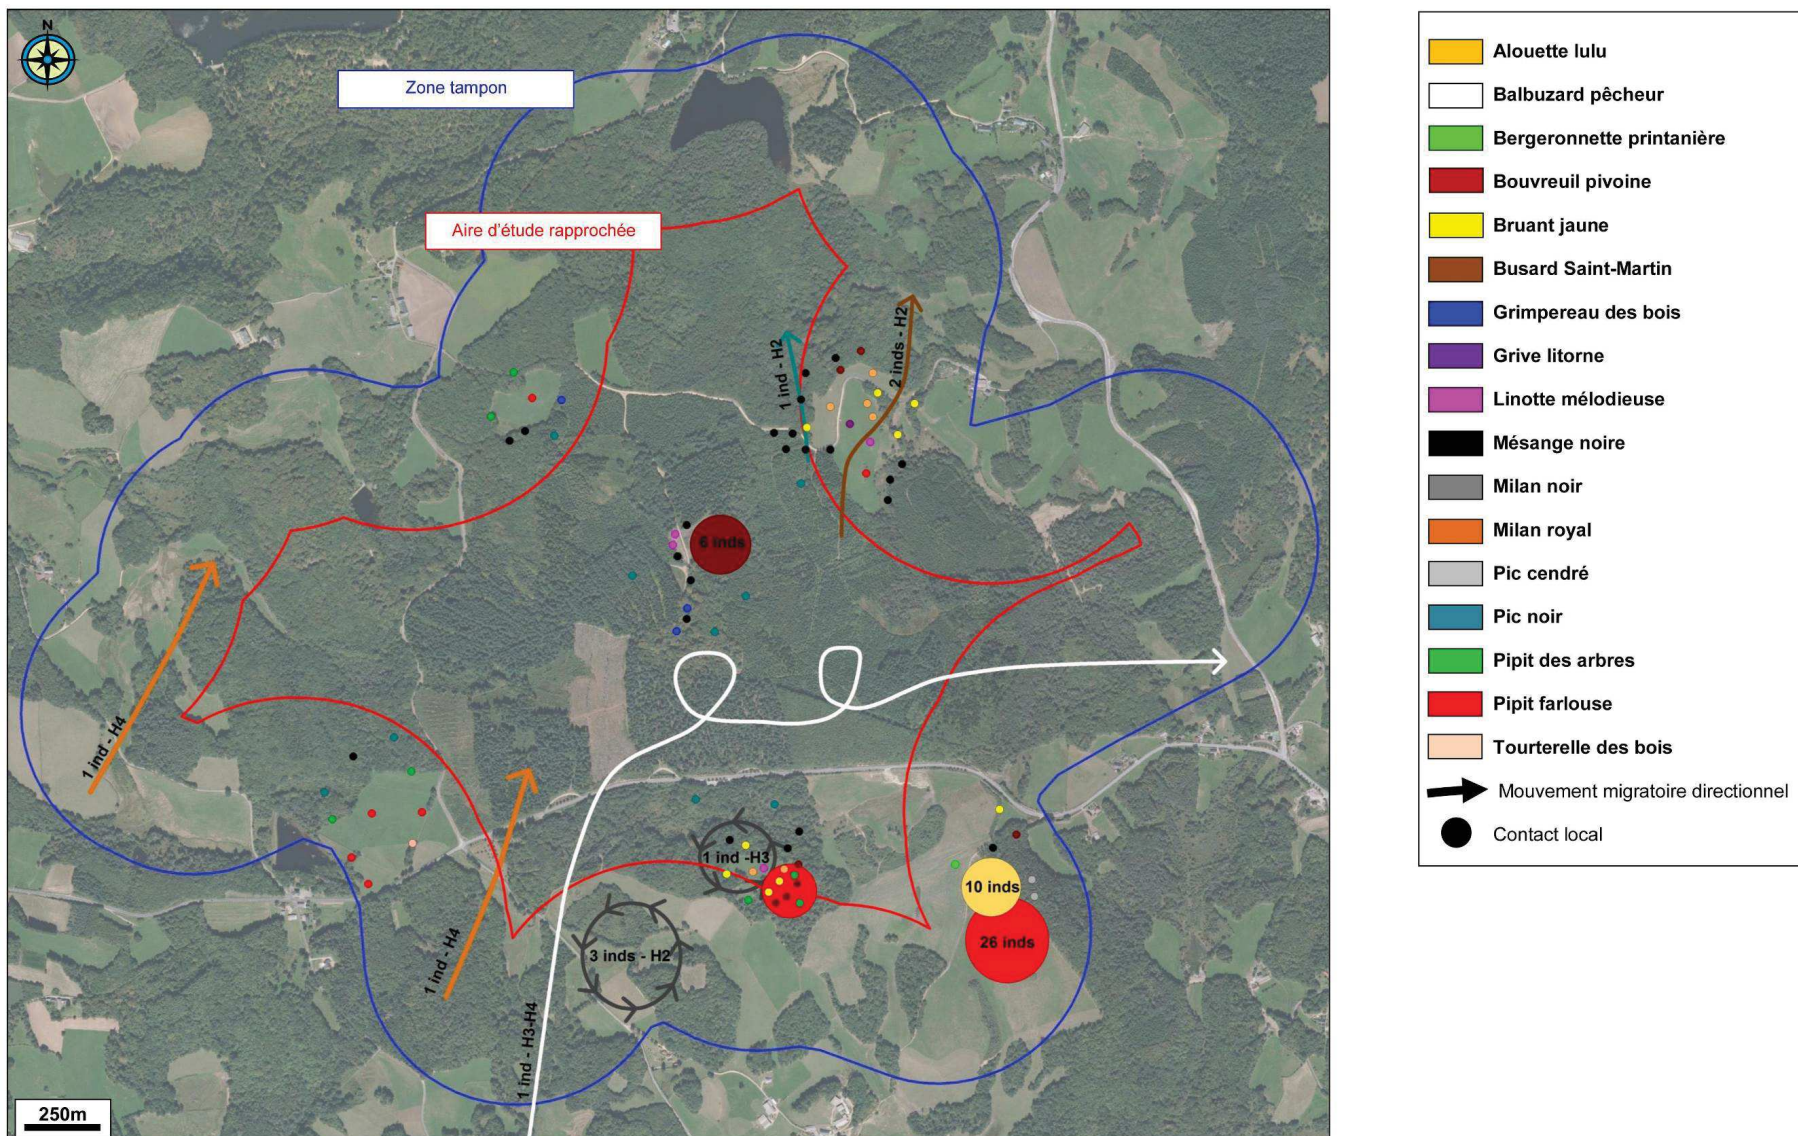 N
Zone tampon
Aire d'étude rapprochée
1 ind - H2
2 inds - H2
6 inds
1 ind - H4
1 ind - H4
1 ind - H3-H4
1 ind -H3
3 inds - H2
10 inds
26 inds
250m
Alouette lulu
Balbuzard pêcheur
Bergeronnette printanière
Bouvreuil pivoine
Bruant jaune
Busard Saint-Martin
Grimpereau des bois
Grive litorne
Linotte mélodieuse
Mésange noire
Milan noir
Milan royal
Pic cendré
Pic noir
Pipit des arbres
Pipit farlouse
Tourterelle des bois
Mouvement migratoire directionnel
Contact local